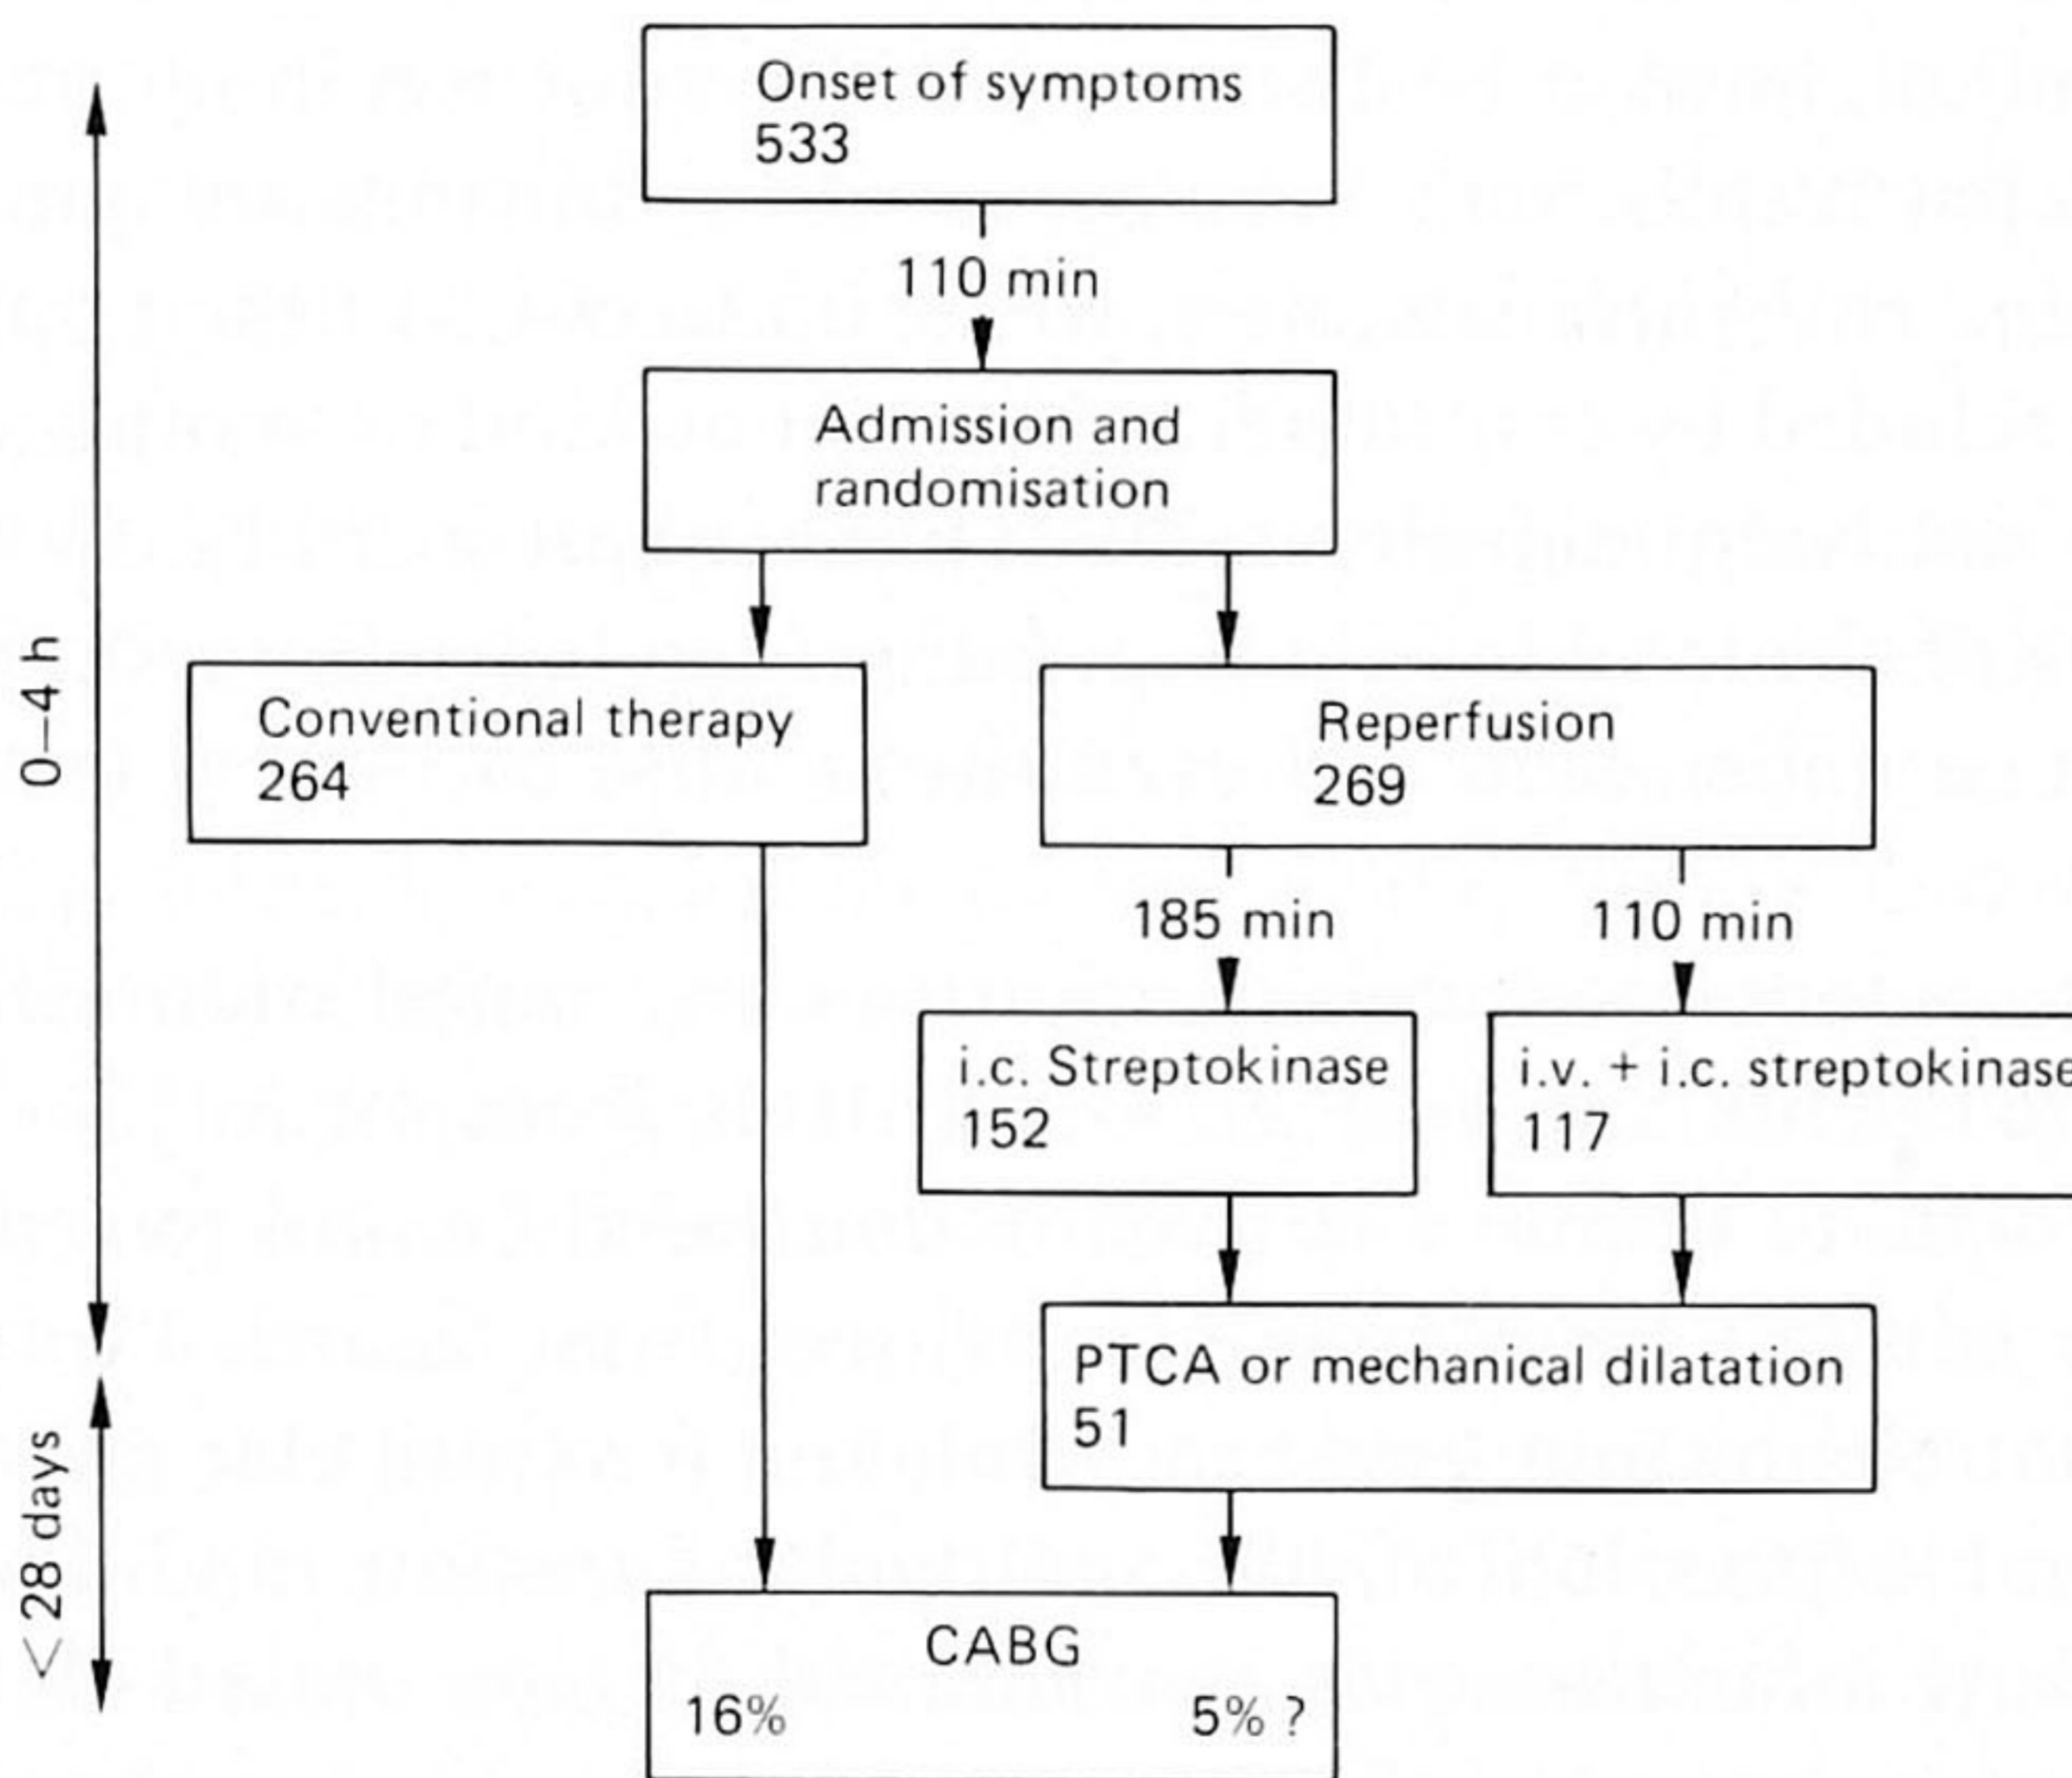 Onset of symptoms
533
110 min
Admission and
randomisation
0–4 h
Conventional therapy
264
Reperfusion
269
185 min
110 min
i.c. Streptokinase
152
i.v. + i.c. streptokinase
117
PTCA or mechanical dilatation
51
< 28 days
CABG
16%
5% ?